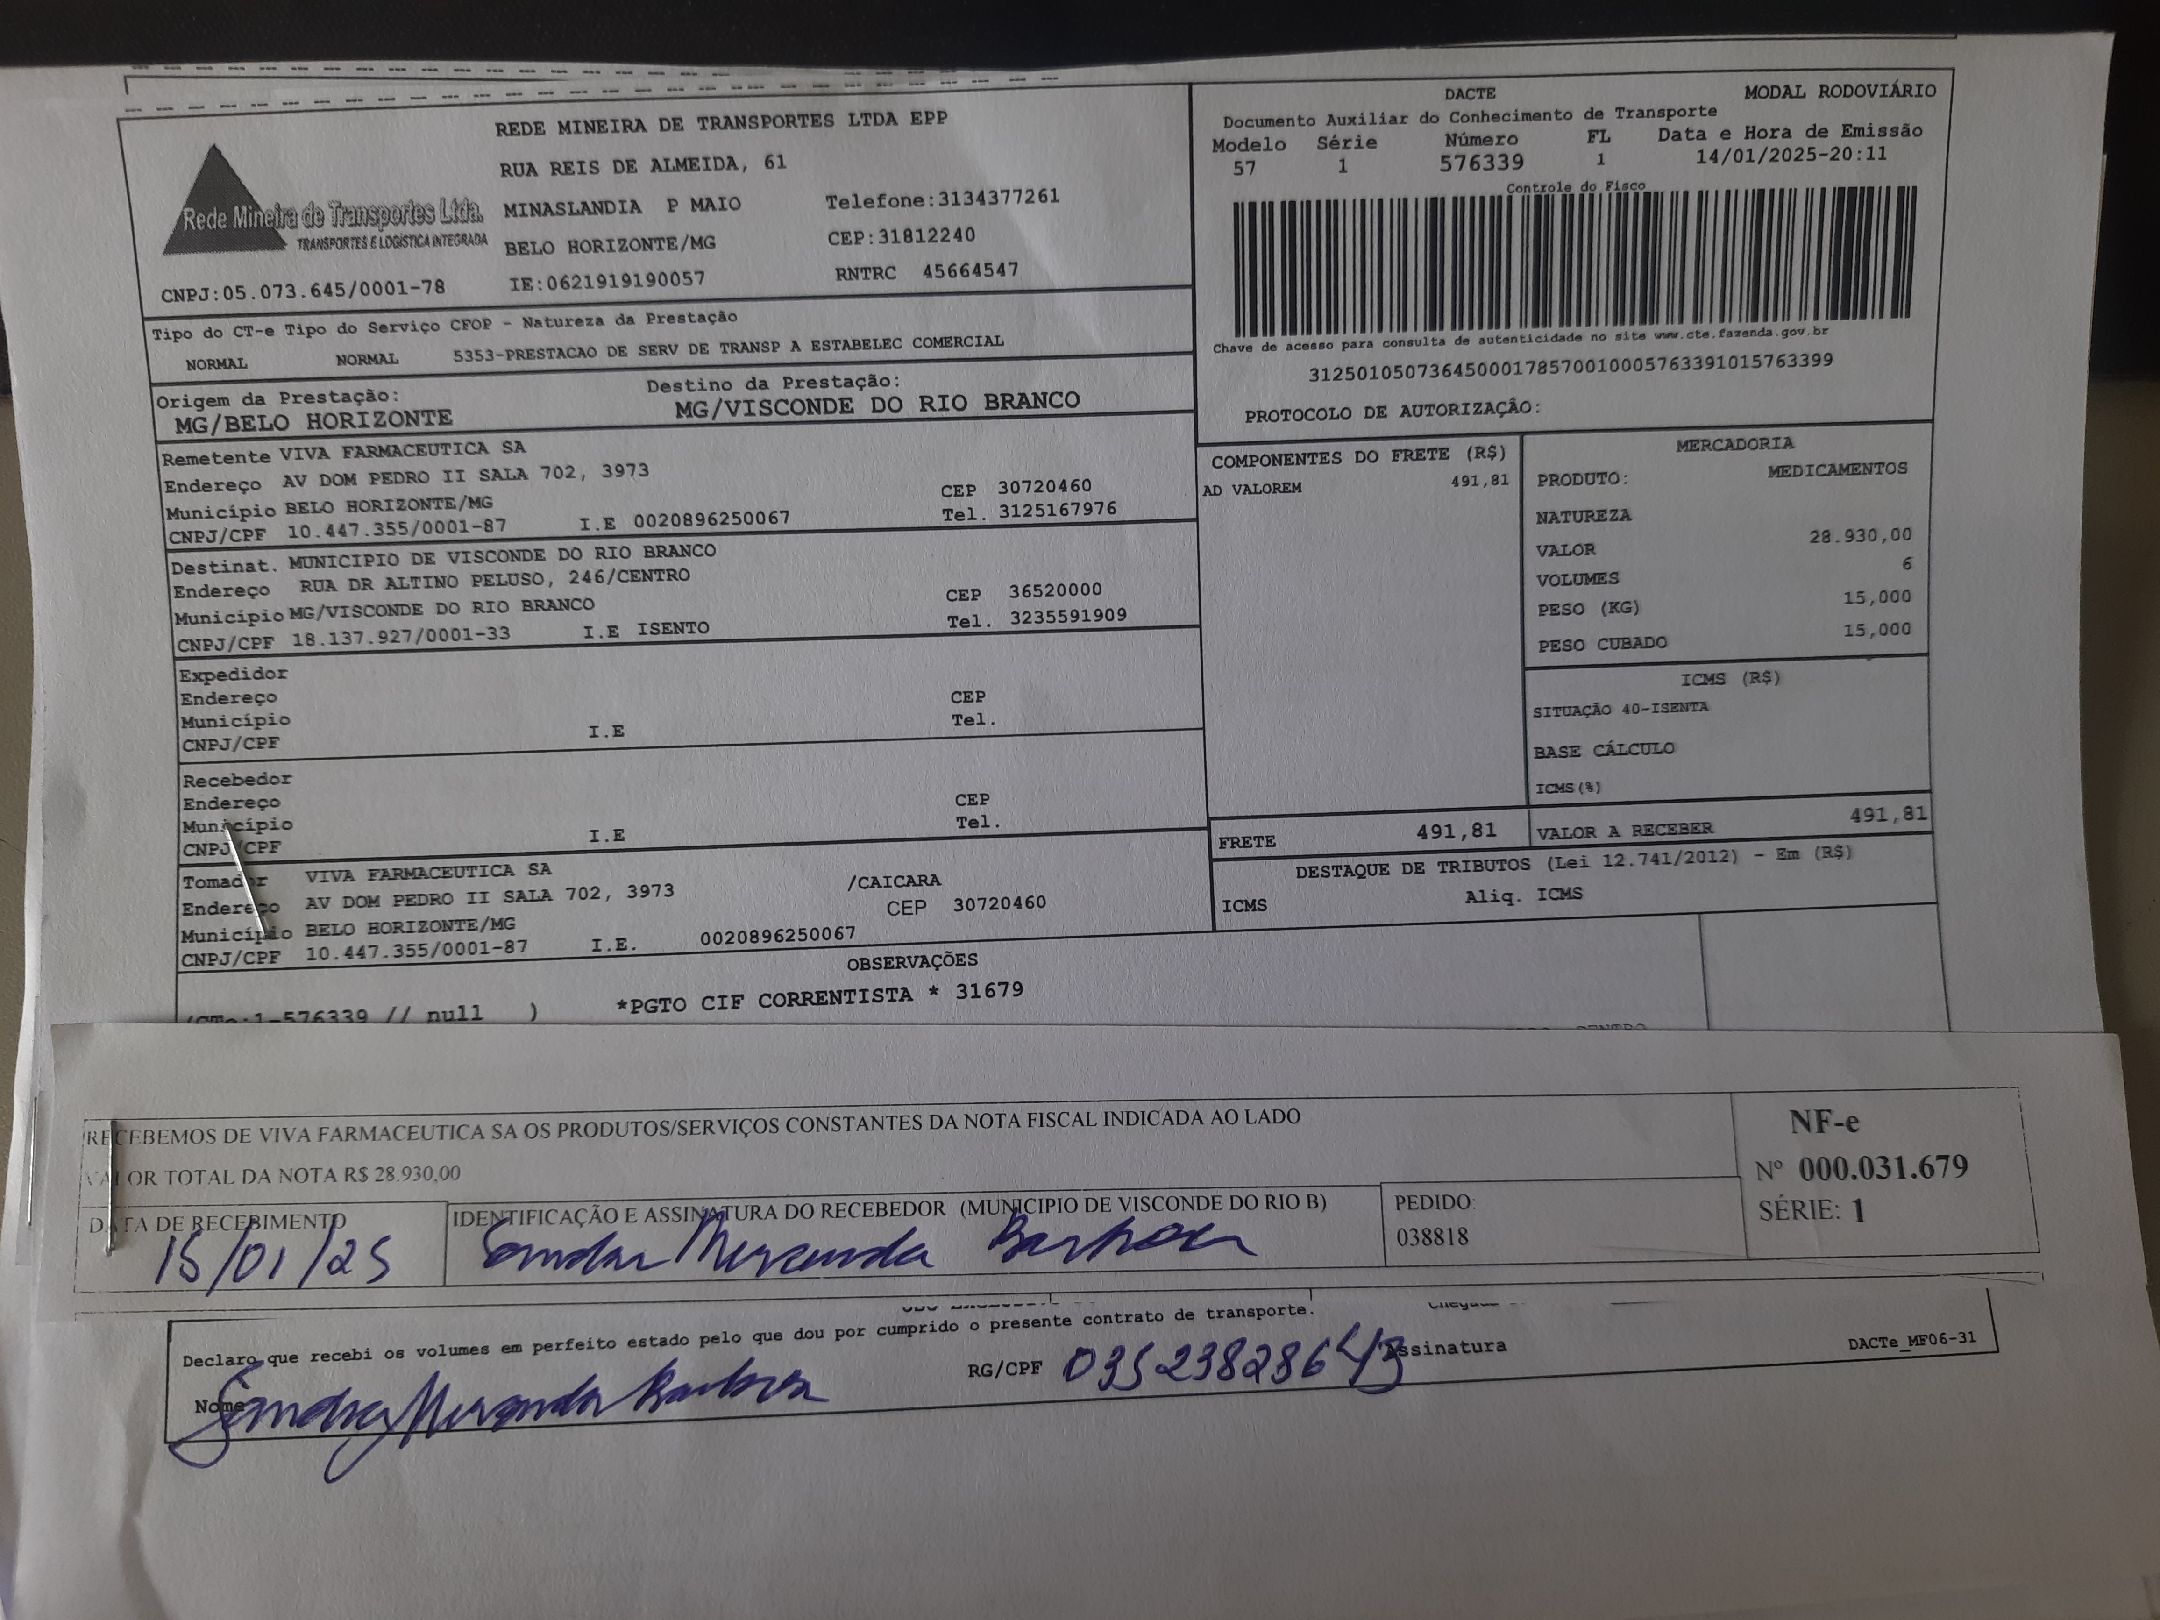 REDE MINEIRA DE TRANSPORTES LTDA EPP
RUA REIS DE ALMEIDA, 61
MINASLANDIA P MAIO Telefone:3134377261
BELO HORIZONTE/MG CEP:31812240
Rede Mineira de Transportes Ltda.
TRANSPORTES E LOGÍSTICA INTEGRADA
CNPJ:05.073.645/0001-78 IE:0621919190057 RNTRC 45664547
DACTE MODAL RODOVIÁRIO
Documento Auxiliar do Conhecimento de Transporte
Modelo Série Número FL Data e Hora de Emissão
57 1 576339 1 14/01/2025-20:11
Controle do Fisco
Chave de acesso para consulta de autenticidade no site www.cte.fazenda.gov.br
31250105073645000178570010005763391015763399
PROTOCOLO DE AUTORIZAÇÃO:
Tipo do CT-e Tipo do Serviço CFOP - Natureza da Prestação
NORMAL NORMAL 5353-PRESTACAO DE SERV DE TRANSP A ESTABELEC COMERCIAL
Origem da Prestação: Destino da Prestação:
MG/BELO HORIZONTE MG/VISCONDE DO RIO BRANCO
Remetente VIVA FARMACEUTICA SA
Endereço AV DOM PEDRO II SALA 702, 3973
Município BELO HORIZONTE/MG CEP 30720460
CNPJ/CPF 10.447.355/0001-87 I.E 0020896250067 Tel. 3125167976
Destinat. MUNICIPIO DE VISCONDE DO RIO BRANCO
Endereço RUA DR ALTINO PELUSO, 246/CENTRO
Município MG/VISCONDE DO RIO BRANCO CEP 36520000
CNPJ/CPF 18.137.927/0001-33 I.E ISENTO Tel. 3235591909
Expedidor
Endereço CEP
Município Tel.
CNPJ/CPF I.E
Recebedor
Endereço CEP
Município Tel.
CNPJ/CPF I.E
Tomador VIVA FARMACEUTICA SA
Endereço AV DOM PEDRO II SALA 702, 3973 /CAICARA
Município BELO HORIZONTE/MG CEP 30720460
CNPJ/CPF 10.447.355/0001-87 I.E. 0020896250067
COMPONENTES DO FRETE (R$)
AD VALOREM 491,81
MERCADORIA
PRODUTO: MEDICAMENTOS
NATUREZA
VALOR 28.930,00
VOLUMES 6
PESO (KG) 15,000
PESO CUBADO 15,000
ICMS (R$)
SITUAÇÃO 40-ISENTA
BASE CÁLCULO
ICMS(%)
FRETE 491,81 VALOR A RECEBER 491,81
DESTAQUE DE TRIBUTOS (Lei 12.741/2012) - Em (R$)
ICMS Aliq. ICMS
OBSERVAÇÕES
(CTe:1-576339 // null ) *PGTO CIF CORRENTISTA * 31679
RECEBEMOS DE VIVA FARMACEUTICA SA OS PRODUTOS/SERVIÇOS CONSTANTES DA NOTA FISCAL INDICADA AO LADO
VALOR TOTAL DA NOTA R$ 28.930,00
NF-e
Nº 000.031.679
SÉRIE: 1
DATA DE RECEBIMENTO IDENTIFICAÇÃO E ASSINATURA DO RECEBEDOR (MUNICIPIO DE VISCONDE DO RIO B) PEDIDO:
15/01/25 Sandra Miranda Barbosa 038818
Declaro que recebi os volumes em perfeito estado pelo que dou por cumprido o presente contrato de transporte.
Nome Sandra Miranda Barbosa RG/CPF 03523828643 Assinatura DACTe_MF06-31